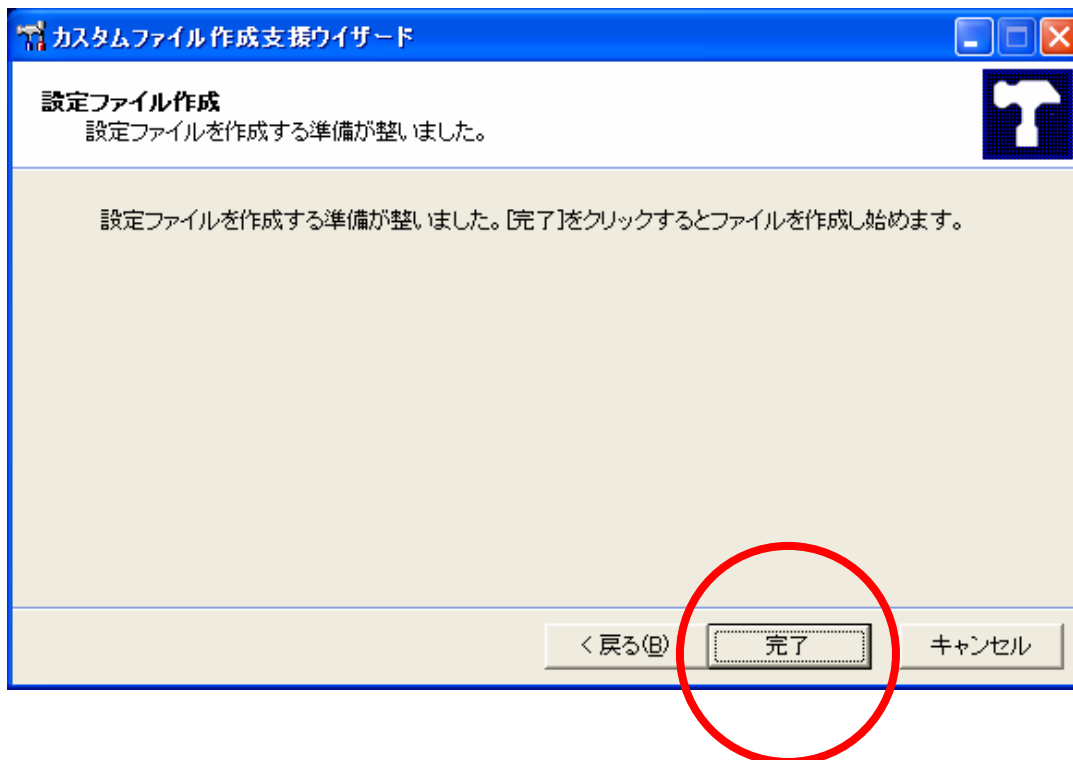 カスタムファイル作成支援ウイザード
設定ファイル作成
設定ファイルを作成する準備が整いました。
設定ファイルを作成する準備が整いました。[完了]をクリックするとファイルを作成し始めます。
< 戻る(B) 完了 キャンセル